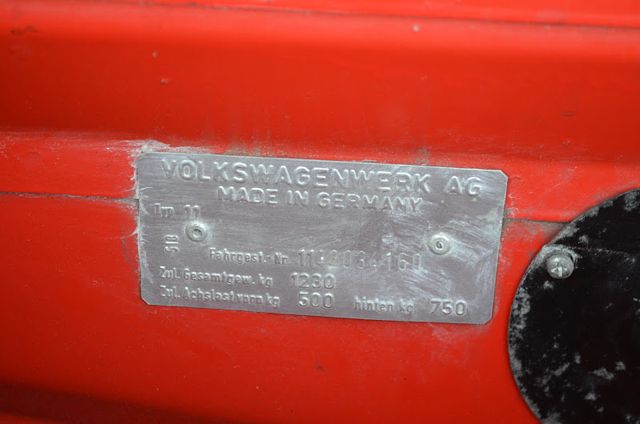 VOLKSWAGENWERK AG
MADE IN GERMANY
Typ 11
SB
Fahrgest.-Nr.
Zul. Gesamtgew. kg 1230
Zul. Achslast vorn kg 500 hinten kg 750